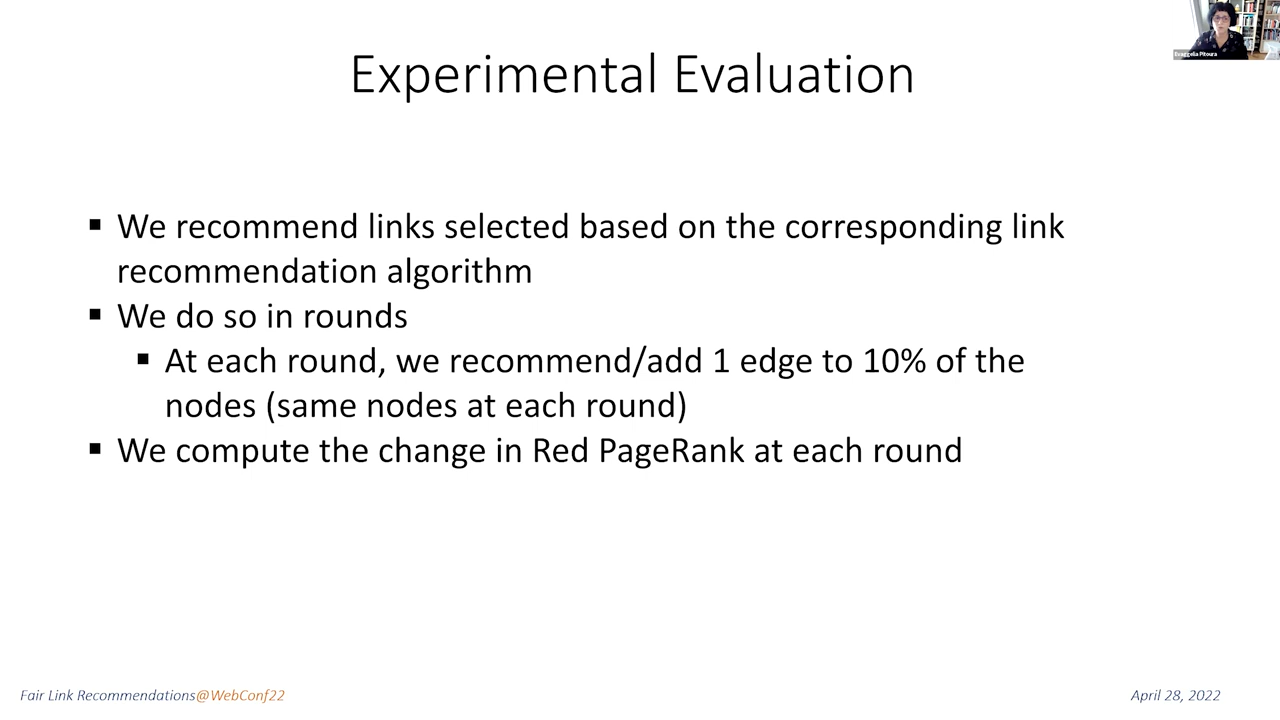 Evaggelia Pitoura
Experimental Evaluation
▪ We recommend links selected based on the corresponding link
recommendation algorithm
▪ We do so in rounds
▪ At each round, we recommend/add 1 edge to 10% of the
nodes (same nodes at each round)
▪ We compute the change in Red PageRank at each round
Fair Link Recommendations@WebConf22
April 28, 2022